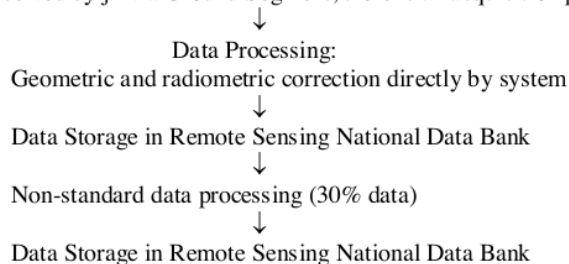 ↓
Data Processing:
Geometric and radiometric correction directly by system
↓
Data Storage in Remote Sensing National Data Bank
↓
Non-standard data processing (30% data)
↓
Data Storage in Remote Sensing National Data Bank